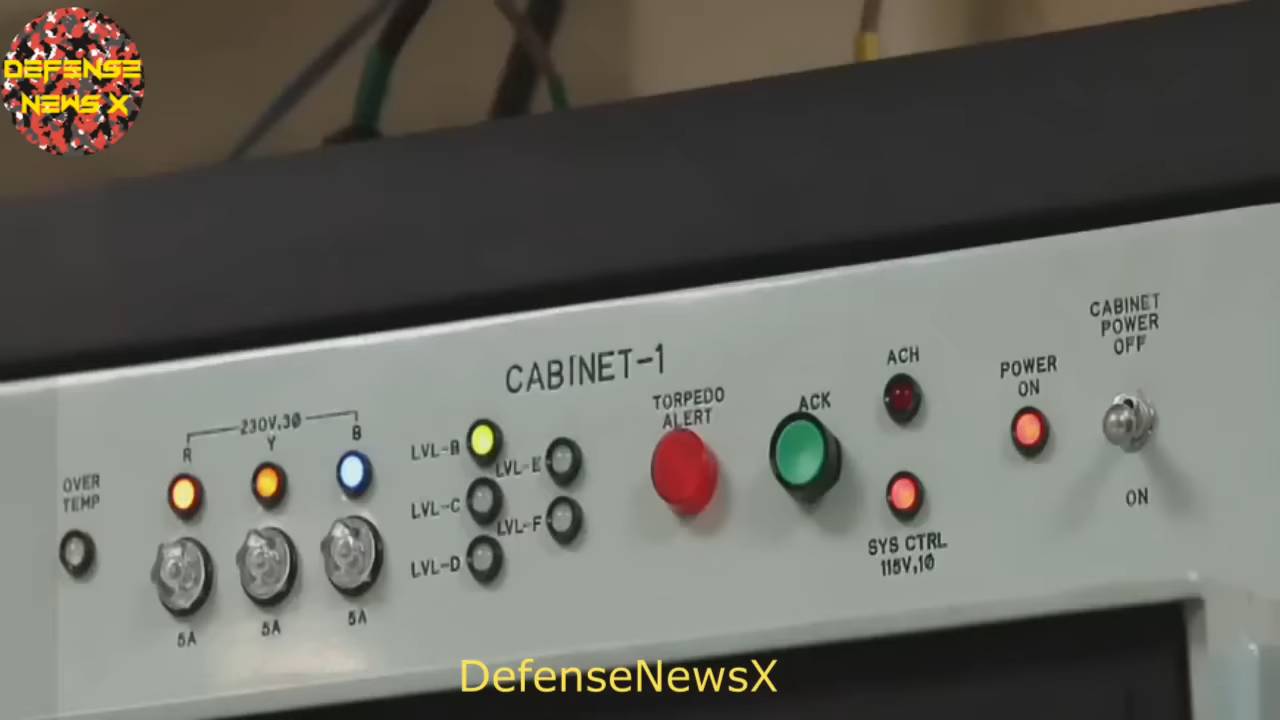 DEFENSE
NEWS X
CABINET
POWER
OFF
CABINET-1
ACH
POWER
ON
TORPEDO
ALERT
ACK
230V,3Ø
R
Y
B
LVL-B
LVL-E
OVER
TEMP
LVL-C
LVL-F
ON
LVL-D
SYS CTRL
115V,1Ø
5A
5A
5A
DefenseNewsX